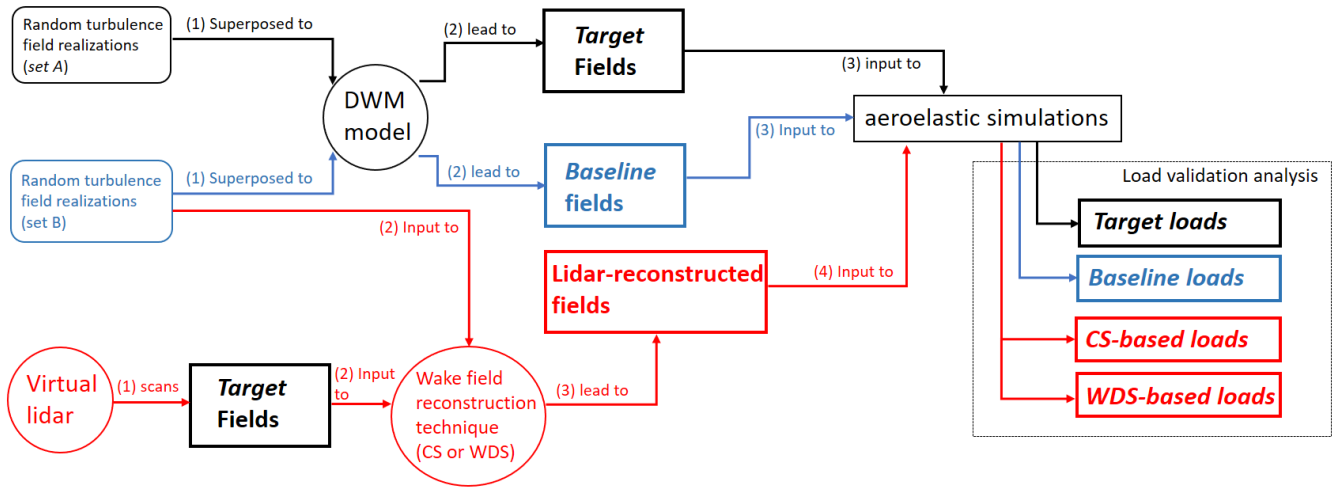 Random turbulence
field realizations
(set A)
(1) Superposed to
DWM
model
(2) lead to
Target
Fields
(3) input to
aeroelastic simulations
Random turbulence
field realizations
(set B)
(1) Superposed to
(2) lead to
Baseline
fields
(3) Input to
(2) Input to
Lidar-reconstructed
fields
(4) Input to
Virtual
lidar
(1) scans
Target
Fields
(2) Input
to
Wake field
reconstruction
technique
(CS or WDS)
(3) lead to
Load validation analysis
Target loads
Baseline loads
CS-based loads
WDS-based loads